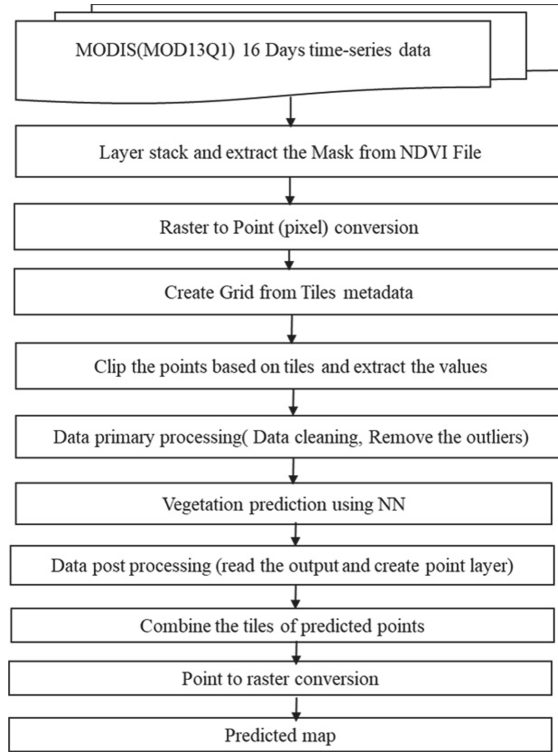 MODIS(MOD13Q1) 16 Days time-series data
Layer stack and extract the Mask from NDVI File
Raster to Point (pixel) conversion
Create Grid from Tiles metadata
Clip the points based on tiles and extract the values
Data primary processing( Data cleaning, Remove the outliers)
Vegetation prediction using NN
Data post processing (read the output and create point layer)
Combine the tiles of predicted points
Point to raster conversion
Predicted map